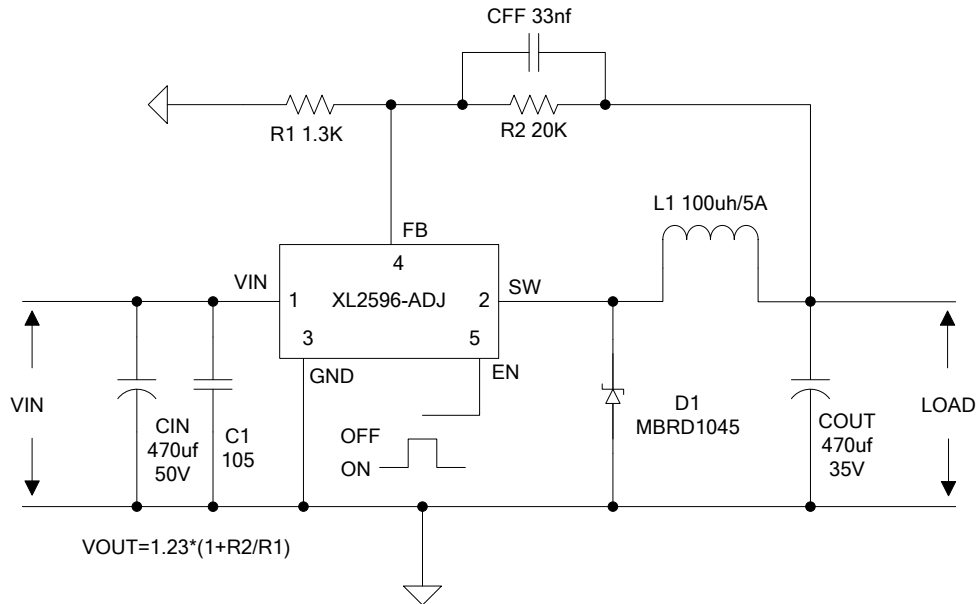 CFF 33nf
R1 1.3K
R2 20K
L1 100uh/5A
FB
4
VIN
1
XL2596-ADJ
2
SW
3
5
GND
EN
VIN
CIN
470uf
50V
C1
105
OFF
ON
D1
MBRD1045
COUT
470uf
35V
LOAD
VOUT=1.23*(1+R2/R1)